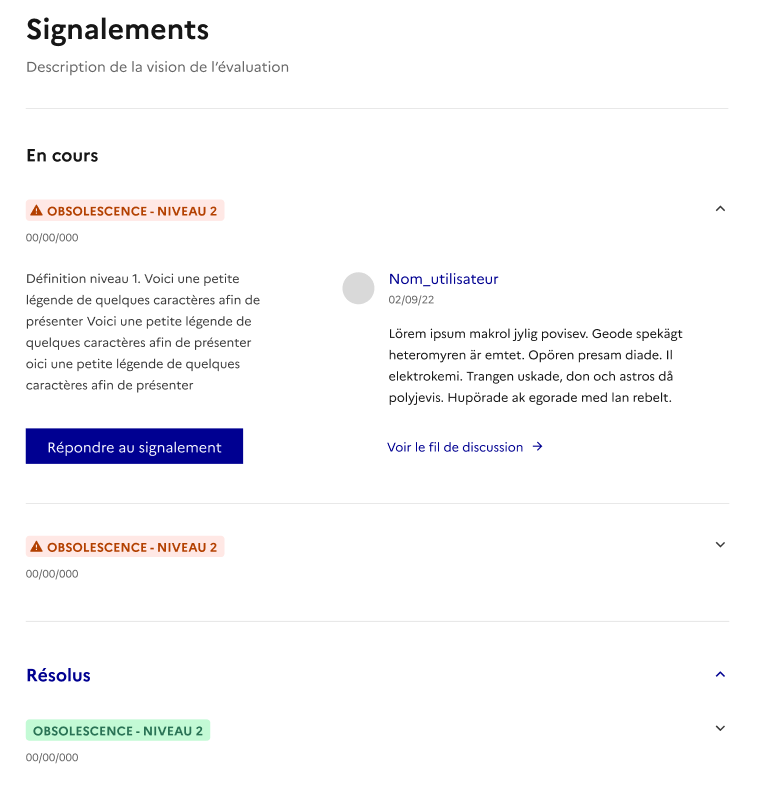 Signalements
Description de la vision de l’évaluation
En cours
OBSOLESCENCE - NIVEAU 2
00/00/000
Définition niveau 1. Voici une petite
légende de quelques caractères afin de
présenter Voici une petite légende de
quelques caractères afin de présenter
oici une petite légende de quelques
caractères afin de présenter
Répondre au signalement
Nom_utilisateur
02/09/22
Lörem ipsum makrol jylig povisev. Geode spekägt
heteromyren är emtet. Opören presam diade. Il
elektrokemi. Trangen uskade, don och astros då
polyjevis. Hupörade ak egorade med lan rebelt.
Voir le fil de discussion →
OBSOLESCENCE - NIVEAU 2
00/00/000
Résolus
OBSOLESCENCE - NIVEAU 2
00/00/000